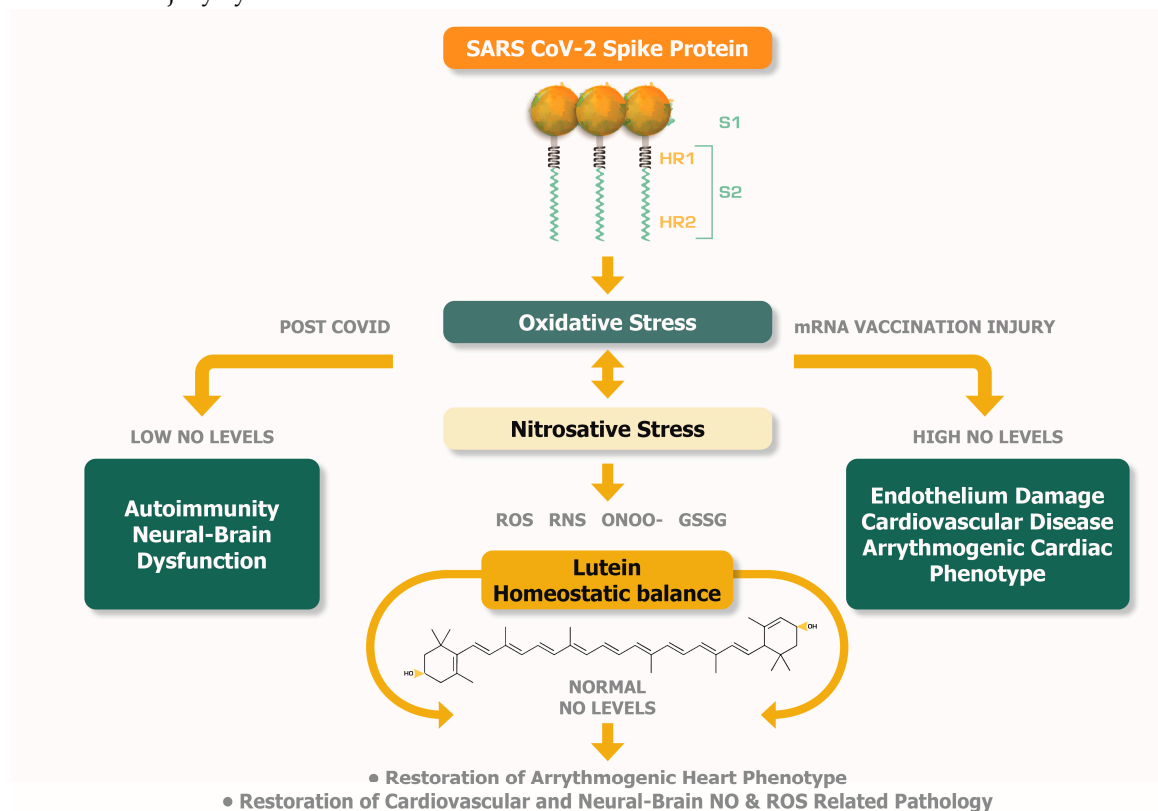 SARS CoV-2 Spike Protein
S1
HR1
S2
HR2
Oxidative Stress
POST COVID
mRNA VACCINATION INJURY
Nitrosative Stress
LOW NO LEVELS
HIGH NO LEVELS
Autoimmunity
Neural-Brain
Dysfunction
Endothelium Damage
Cardiovascular Disease
Arrythmogenic Cardiac
Phenotype
ROS RNS ONOO- GSSG
Lutein
Homeostatic balance
OH
HO
NORMAL
NO LEVELS
● Restoration of Arrythmogenic Heart Phenotype
● Restoration of Cardiovascular and Neural-Brain NO & ROS Related Pathology